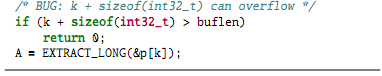 /* BUG: k + sizeof(int32_t) can overflow */
if (k + sizeof(int32_t) > buflen)
    return 0;
A = EXTRACT_LONG(&p[k]);